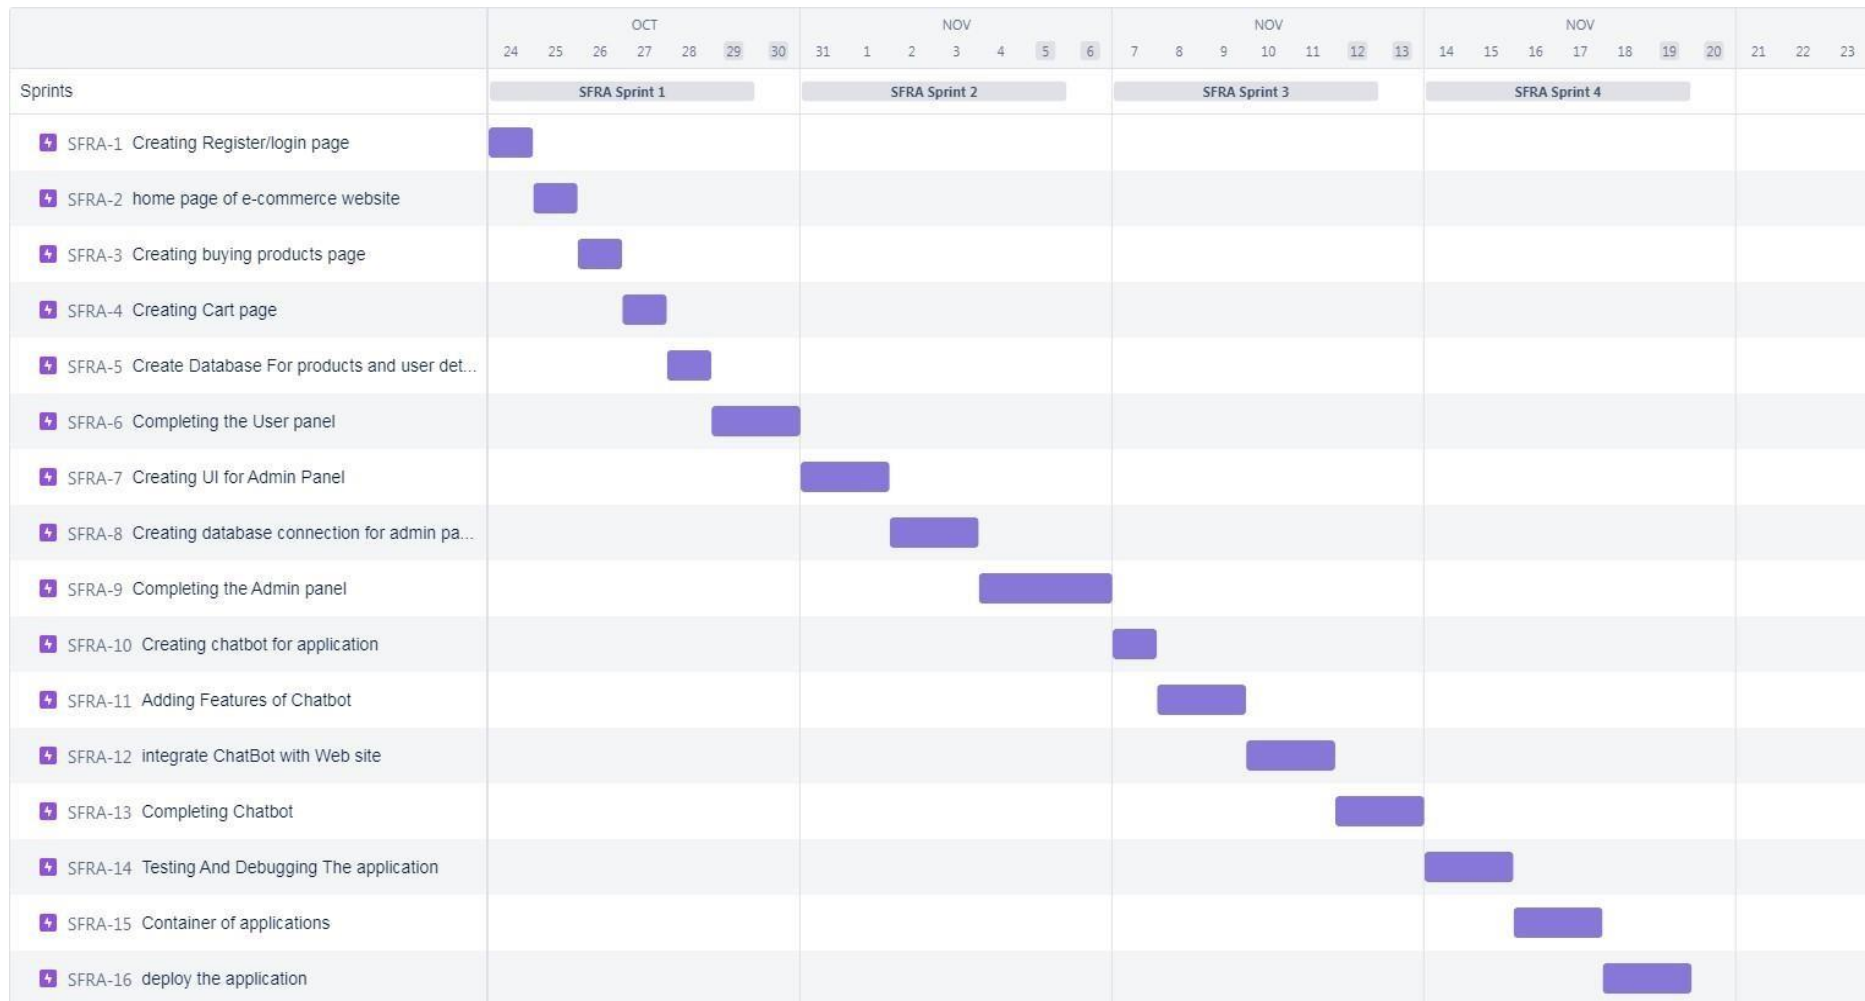 OCT NOV NOV NOV
24 25 26 27 28 29 30 31 1 2 3 4 5 6 7 8 9 10 11 12 13 14 15 16 17 18 19 20 21 22 23
Sprints SFRA Sprint 1 SFRA Sprint 2 SFRA Sprint 3 SFRA Sprint 4
SFRA-1 Creating Register/login page
SFRA-2 home page of e-commerce website
SFRA-3 Creating buying products page
SFRA-4 Creating Cart page
SFRA-5 Create Database For products and user det...
SFRA-6 Completing the User panel
SFRA-7 Creating UI for Admin Panel
SFRA-8 Creating database connection for admin pa...
SFRA-9 Completing the Admin panel
SFRA-10 Creating chatbot for application
SFRA-11 Adding Features of Chatbot
SFRA-12 integrate ChatBot with Web site
SFRA-13 Completing Chatbot
SFRA-14 Testing And Debugging The application
SFRA-15 Container of applications
SFRA-16 deploy the application